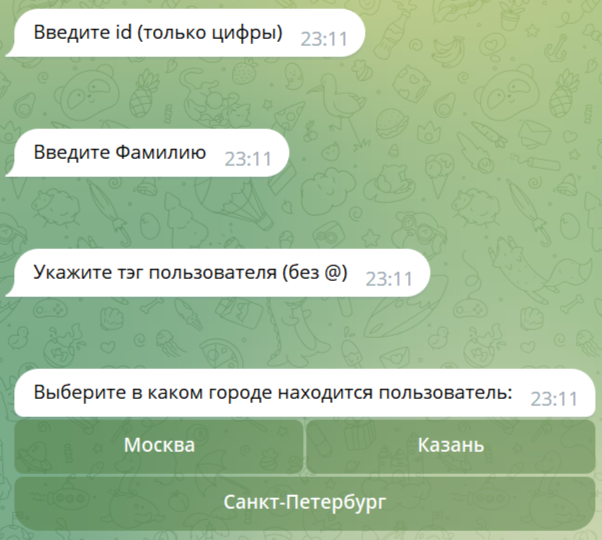 Введите id (только цифры) 23:11
Введите Фамилию 23:11
Укажите тэг пользователя (без @) 23:11
Выберите в каком городе находится пользователь: 23:11
Москва Казань
Санкт-Петербург